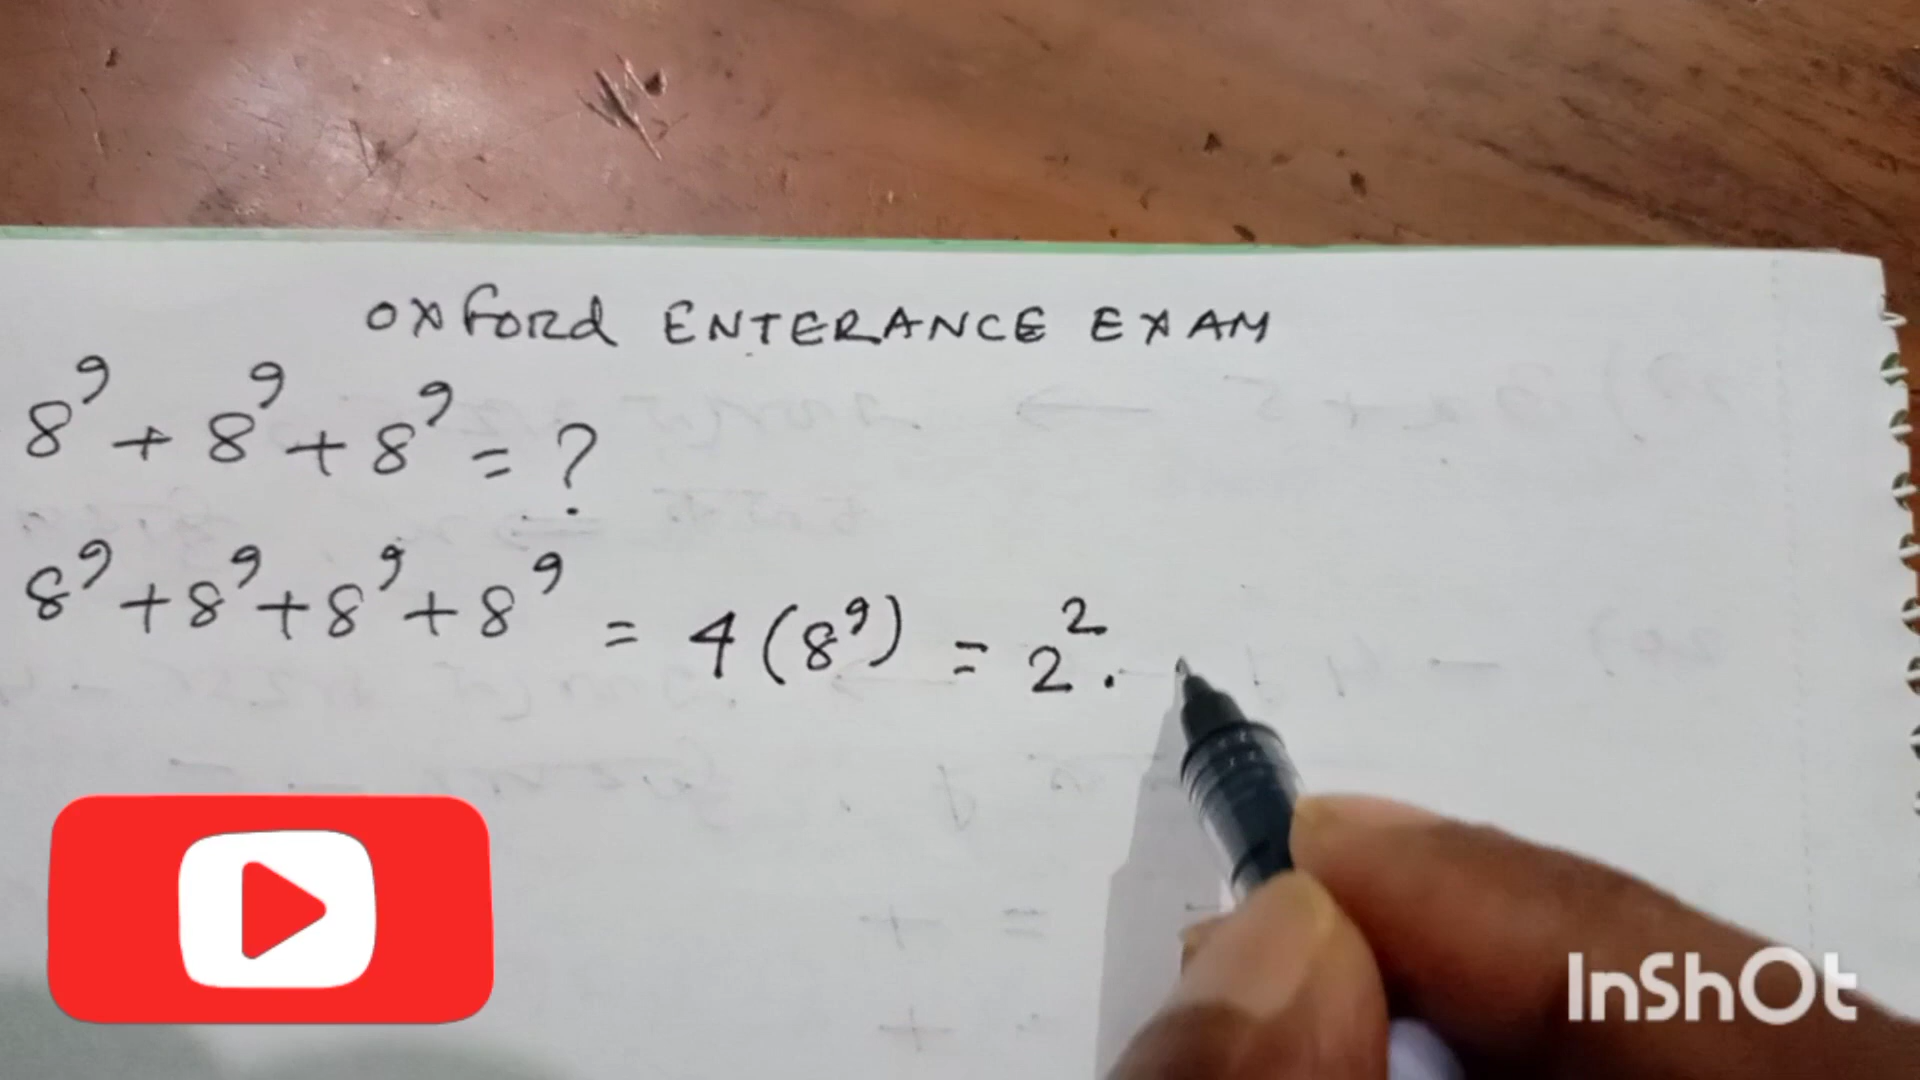 Oxford ENTERANCE EXAM
8⁹ + 8⁹ + 8⁹ = ?
8⁹ + 8⁹ + 8⁹ + 8⁹ = 4(8⁹) = 2².
InShOt